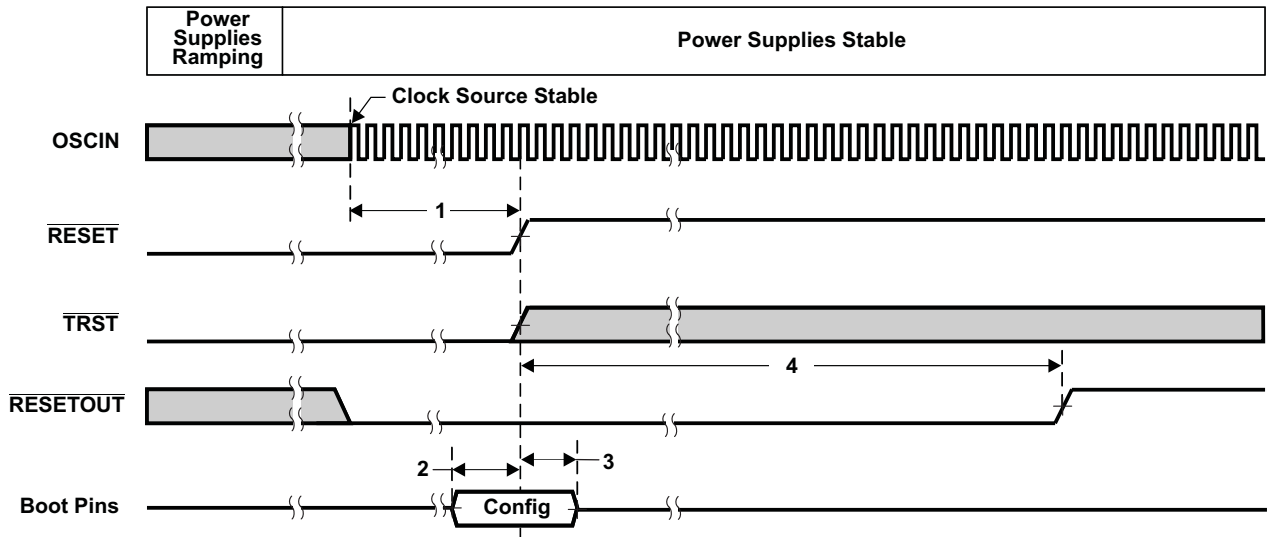 Power
Supplies
Ramping
Power Supplies Stable
Clock Source Stable
OSCIN
1
RESET
TRST
4
RESETOUT
2
3
Boot Pins
Config